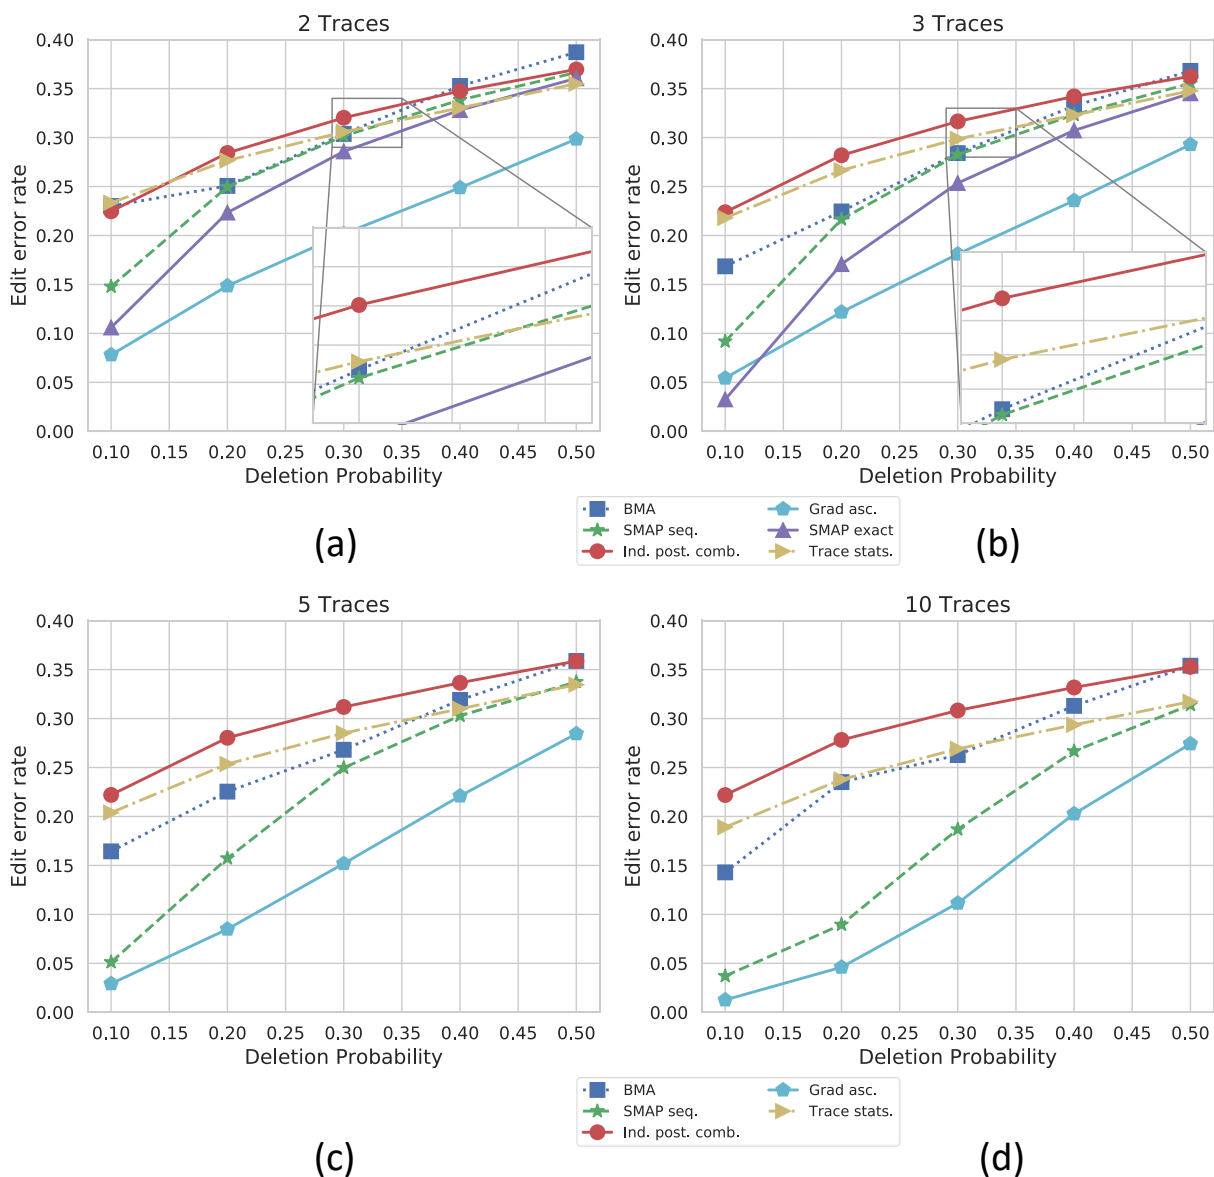 2 Traces
3 Traces
0.40
0.35
0.30
0.25
0.20
0.15
0.10
0.05
0.00
Edit error rate
0.10 0.15 0.20 0.25 0.30 0.35 0.40 0.45 0.50
Deletion Probability
0.40
0.35
0.30
0.25
0.20
0.15
0.10
0.05
0.00
Edit error rate
0.10 0.15 0.20 0.25 0.30 0.35 0.40 0.45 0.50
Deletion Probability
BMA
SMAP seq.
Ind. post. comb.
Grad asc.
SMAP exact
Trace stats.
(a)
(b)
5 Traces
10 Traces
0.40
0.35
0.30
0.25
0.20
0.15
0.10
0.05
0.00
Edit error rate
0.10 0.15 0.20 0.25 0.30 0.35 0.40 0.45 0.50
Deletion Probability
0.40
0.35
0.30
0.25
0.20
0.15
0.10
0.05
0.00
Edit error rate
0.10 0.15 0.20 0.25 0.30 0.35 0.40 0.45 0.50
Deletion Probability
BMA
SMAP seq.
Ind. post. comb.
Grad asc.
Trace stats.
(c)
(d)